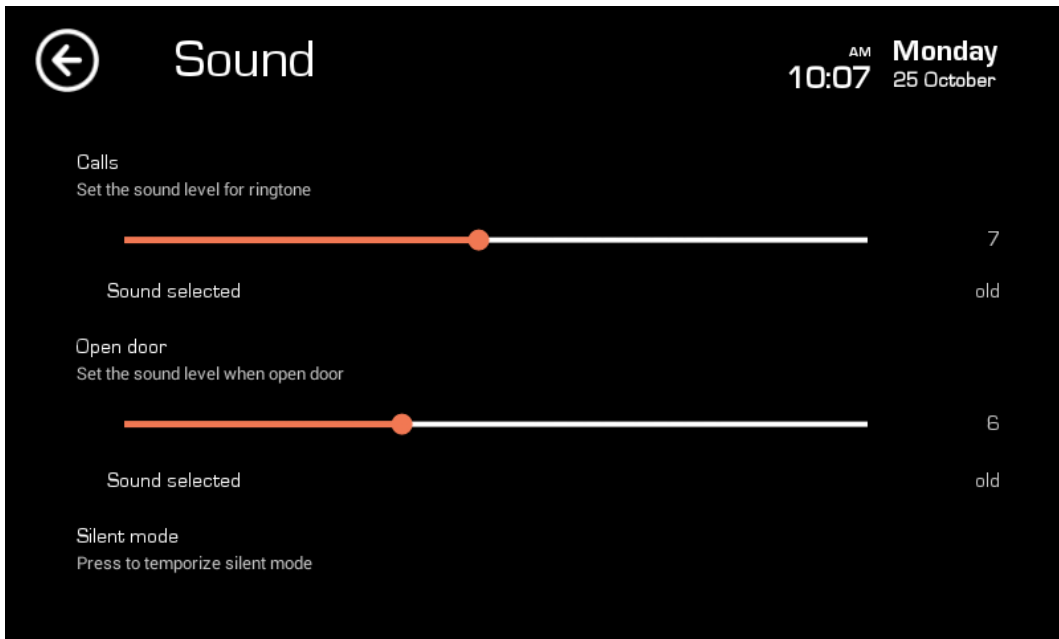 Sound
AM
10:07
Monday
25 October
Calls
Set the sound level for ringtone
7
Sound selected old
Open door
Set the sound level when open door
6
Sound selected old
Silent mode
Press to temporize silent mode